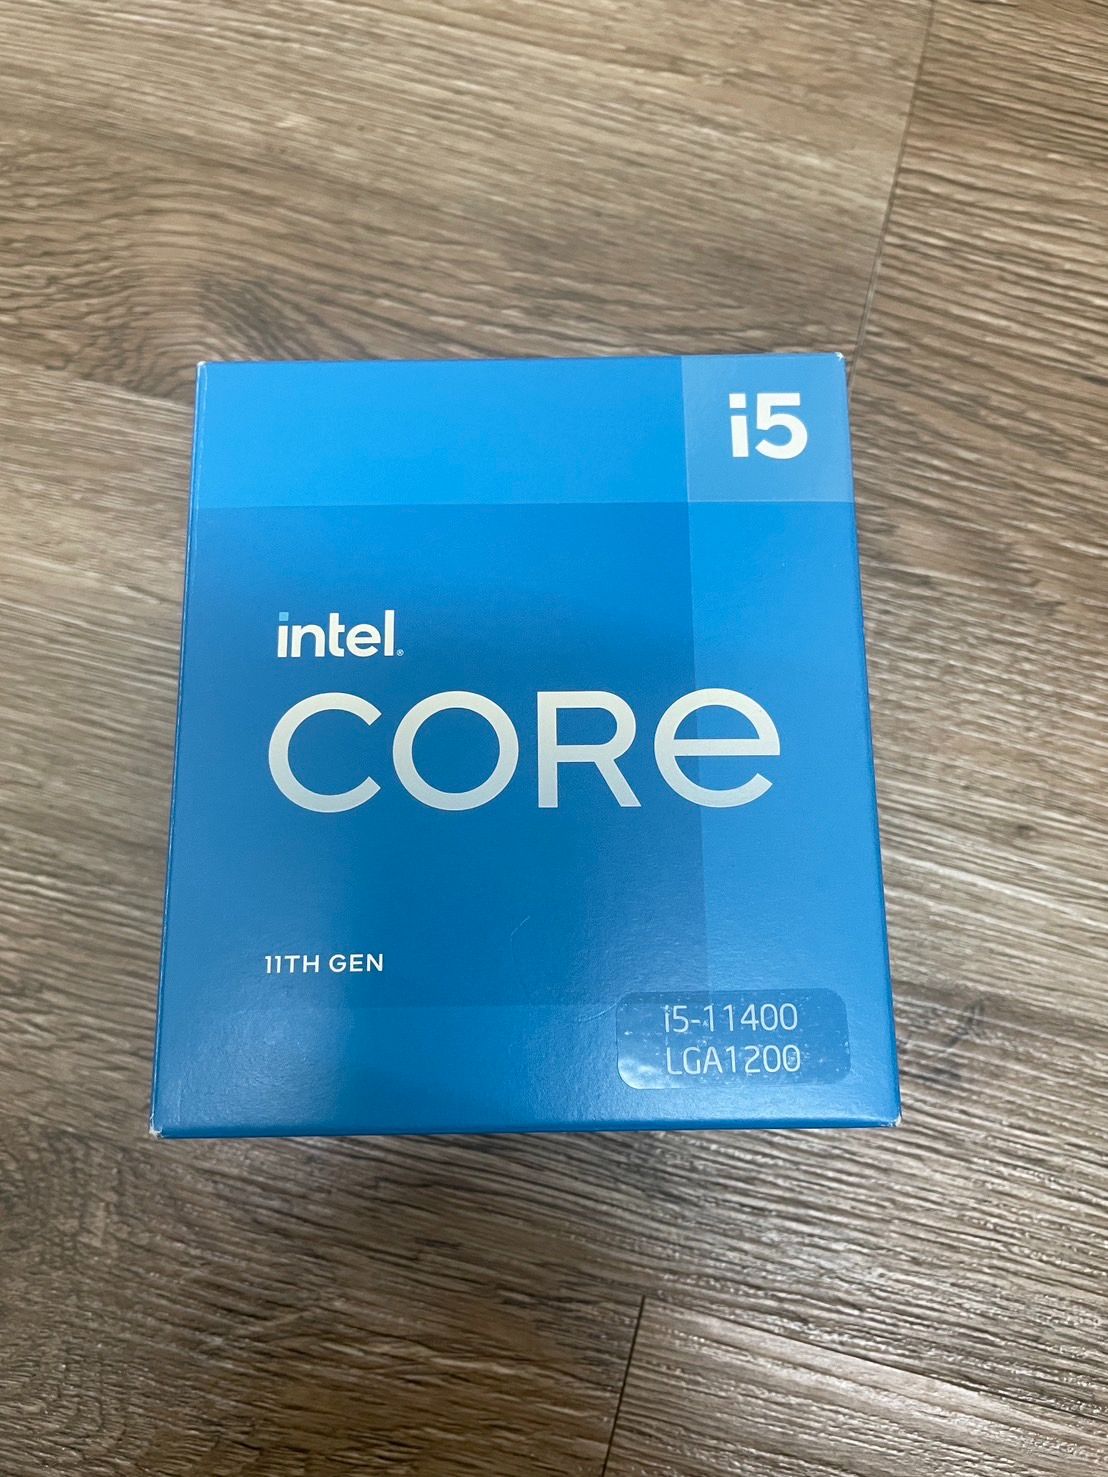 i5
intel®
CORE
11TH GEN
i5-11400
LGA1200